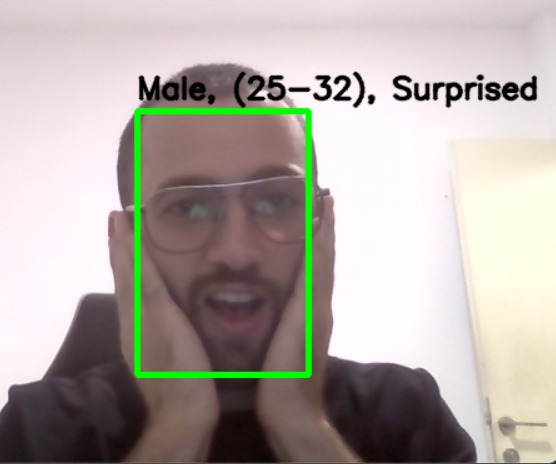 Male, (25-32), Surprised